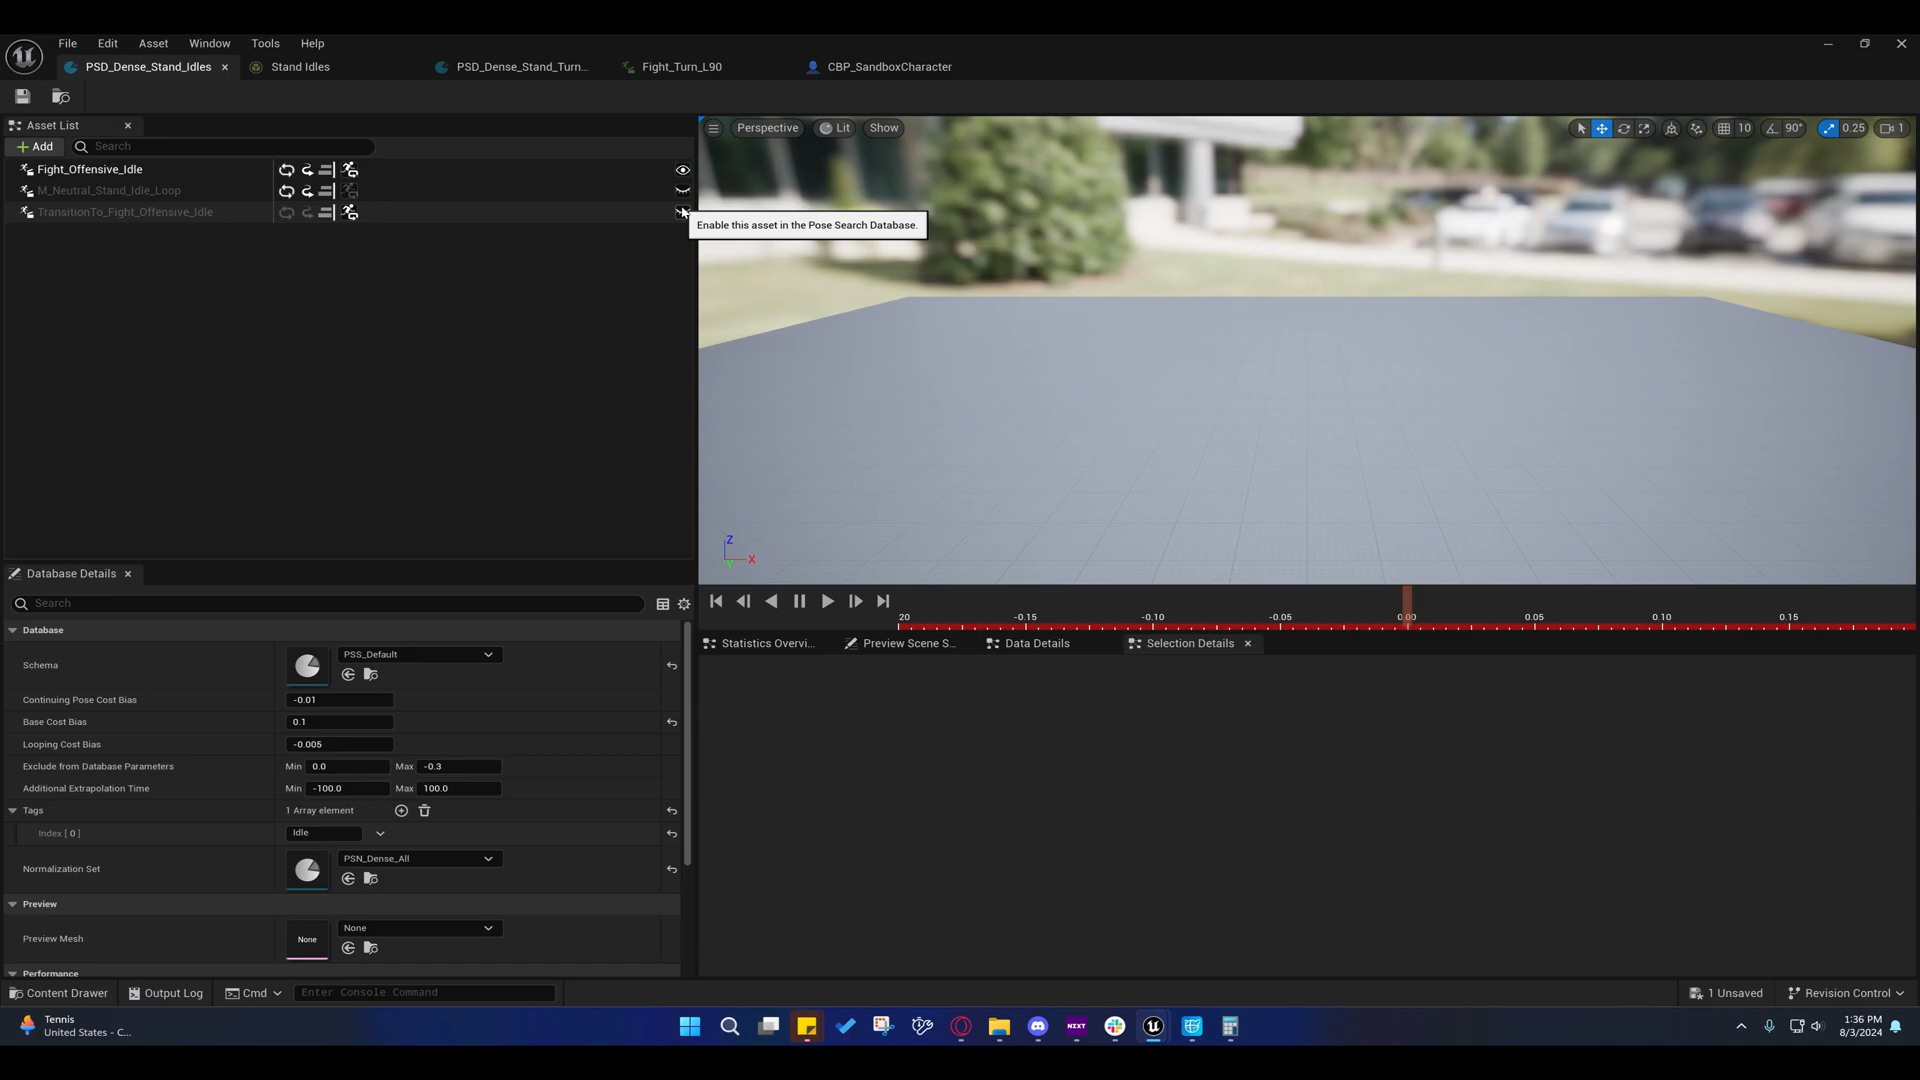 File Edit Asset Window Tools Help
PSD_Dense_Stand_Idles Stand Idles PSD_Dense_Stand_Turn... Fight_Turn_L90 CBP_SandboxCharacter
Asset List
Add Search
Perspective Lit Show 10 90° 0.25 1
Fight_Offensive_Idle
M_Neutral_Stand_Idle_Loop
TransitionTo_Fight_Offensive_Idle
Enable this asset in the Pose Search Database.
Z
X
Y
Database Details
Search
20 -0.15 -0.10 -0.05 0.00 0.05 0.10 0.15
Statistics Overvi... Preview Scene S... Data Details Selection Details
Database
Schema PSS_Default
Continuing Pose Cost Bias -0.01
Base Cost Bias 0.1
Looping Cost Bias -0.005
Exclude from Database Parameters Min 0.0 Max -0.3
Additional Extrapolation Time Min -100.0 Max 100.0
Tags 1 Array element
Index [ 0 ] Idle
Normalization Set PSN_Dense_All
Preview
Preview Mesh None None
Performance
Content Drawer Output Log Cmd Enter Console Command 1 Unsaved Revision Control
Tennis
United States - C...
NZXT
1:36 PM
8/3/2024